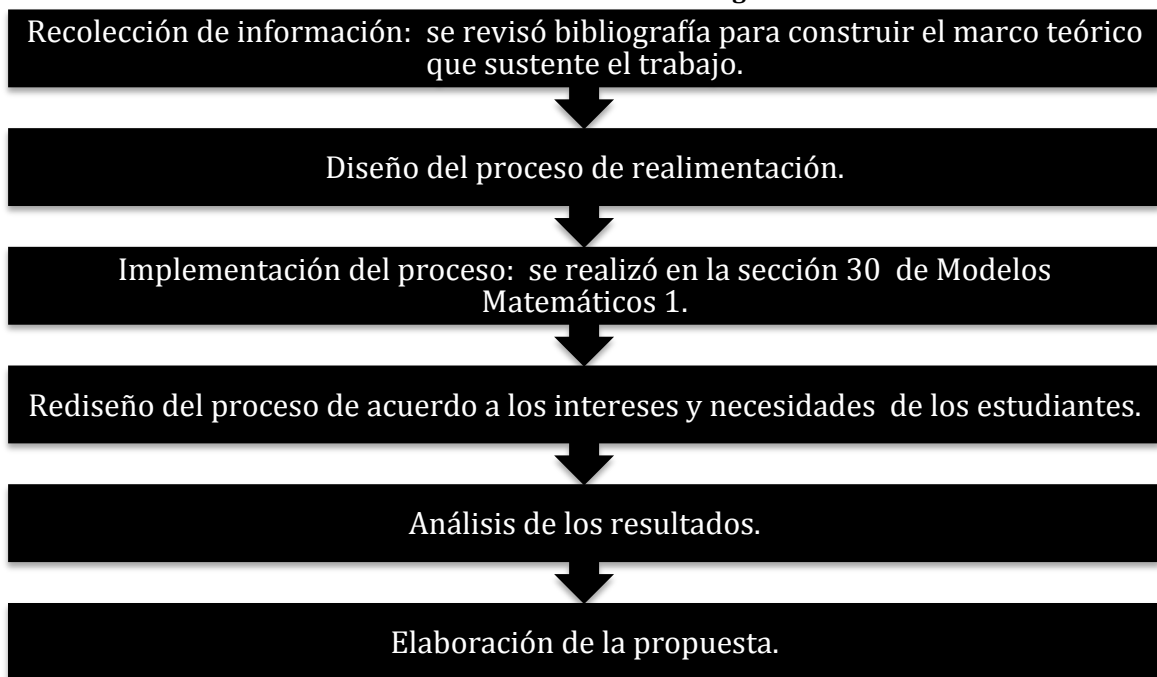 Recolección de información: se revisó bibliografía para construir el marco teórico
que sustente el trabajo.
Diseño del proceso de realimentación.
Implementación del proceso: se realizó en la sección 30 de Modelos
Matemáticos 1.
Rediseño del proceso de acuerdo a los intereses y necesidades de los estudiantes.
Análisis de los resultados.
Elaboración de la propuesta.